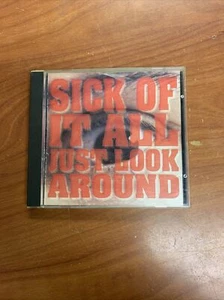 SICK OF
IT ALL
JUST LOOK
AROUND